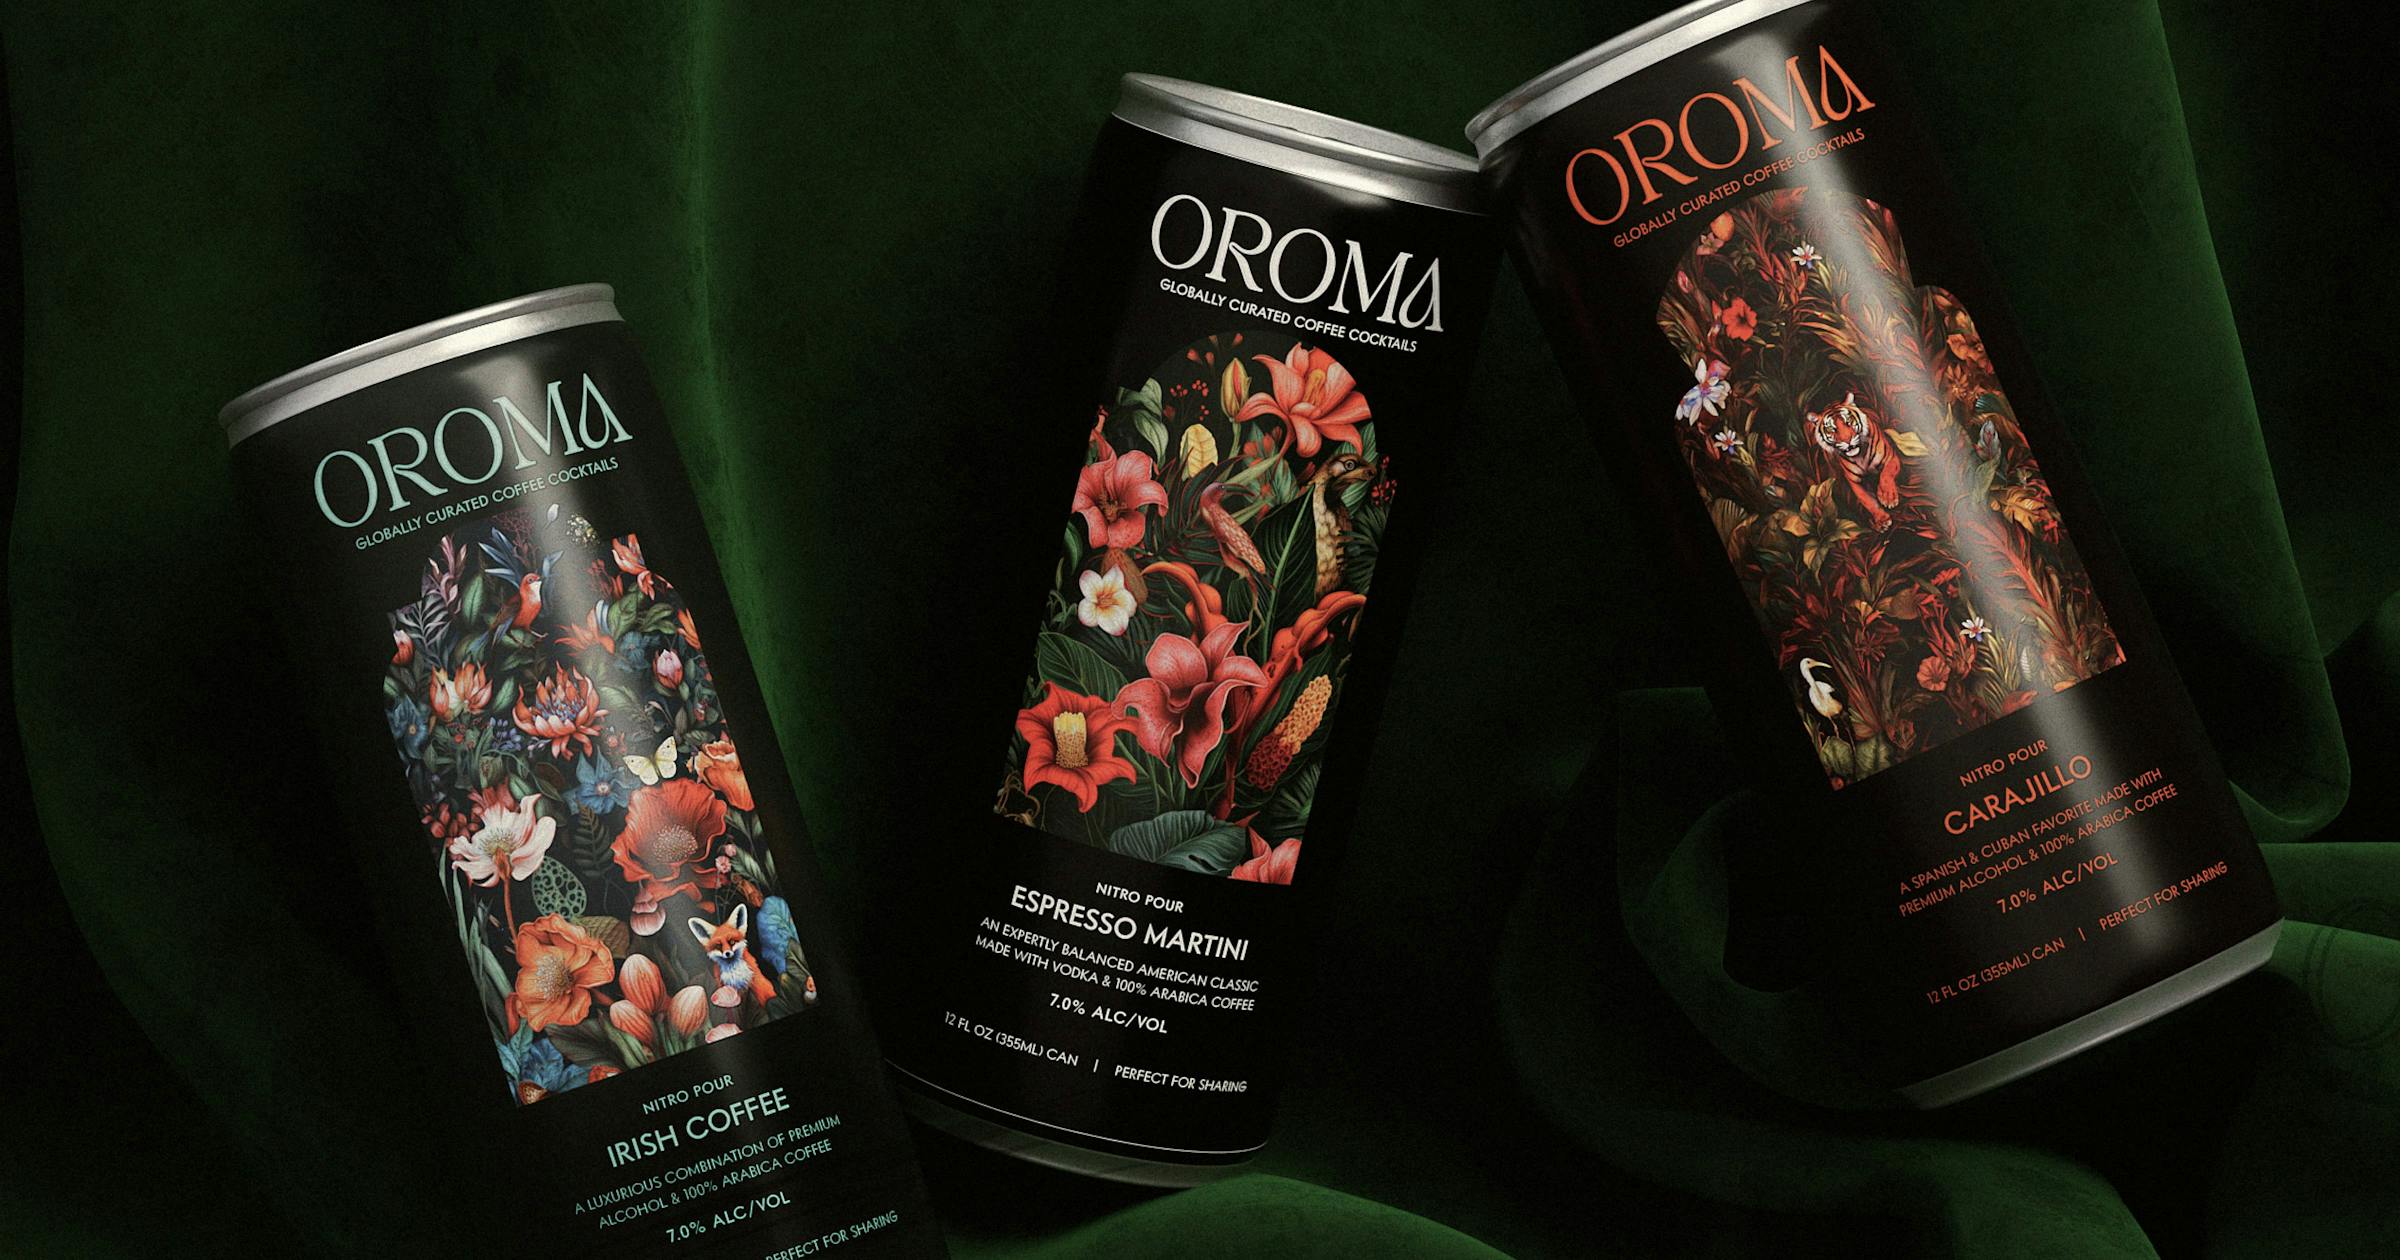 OROMA
GLOBALLY CURATED COFFEE COCKTAILS
NITRO POUR
IRISH COFFEE
A LUXURIOUS COMBINATION OF PREMIUM
ALCOHOL & 100% ARABICA COFFEE
7.0% ALC/VOL
PERFECT FOR SHARING
OROMA
GLOBALLY CURATED COFFEE COCKTAILS
NITRO POUR
ESPRESSO MARTINI
AN EXPERTLY BALANCED AMERICAN CLASSIC
MADE WITH VODKA & 100% ARABICA COFFEE
7.0% ALC/VOL
12 FL OZ (355ML) CAN | PERFECT FOR SHARING
OROMA
GLOBALLY CURATED COFFEE COCKTAILS
NITRO POUR
CARAJILLO
A SPANISH & CUBAN FAVORITE MADE WITH
PREMIUM ALCOHOL & 100% ARABICA COFFEE
7.0% ALC/VOL
12 FL OZ (355ML) CAN | PERFECT FOR SHARING